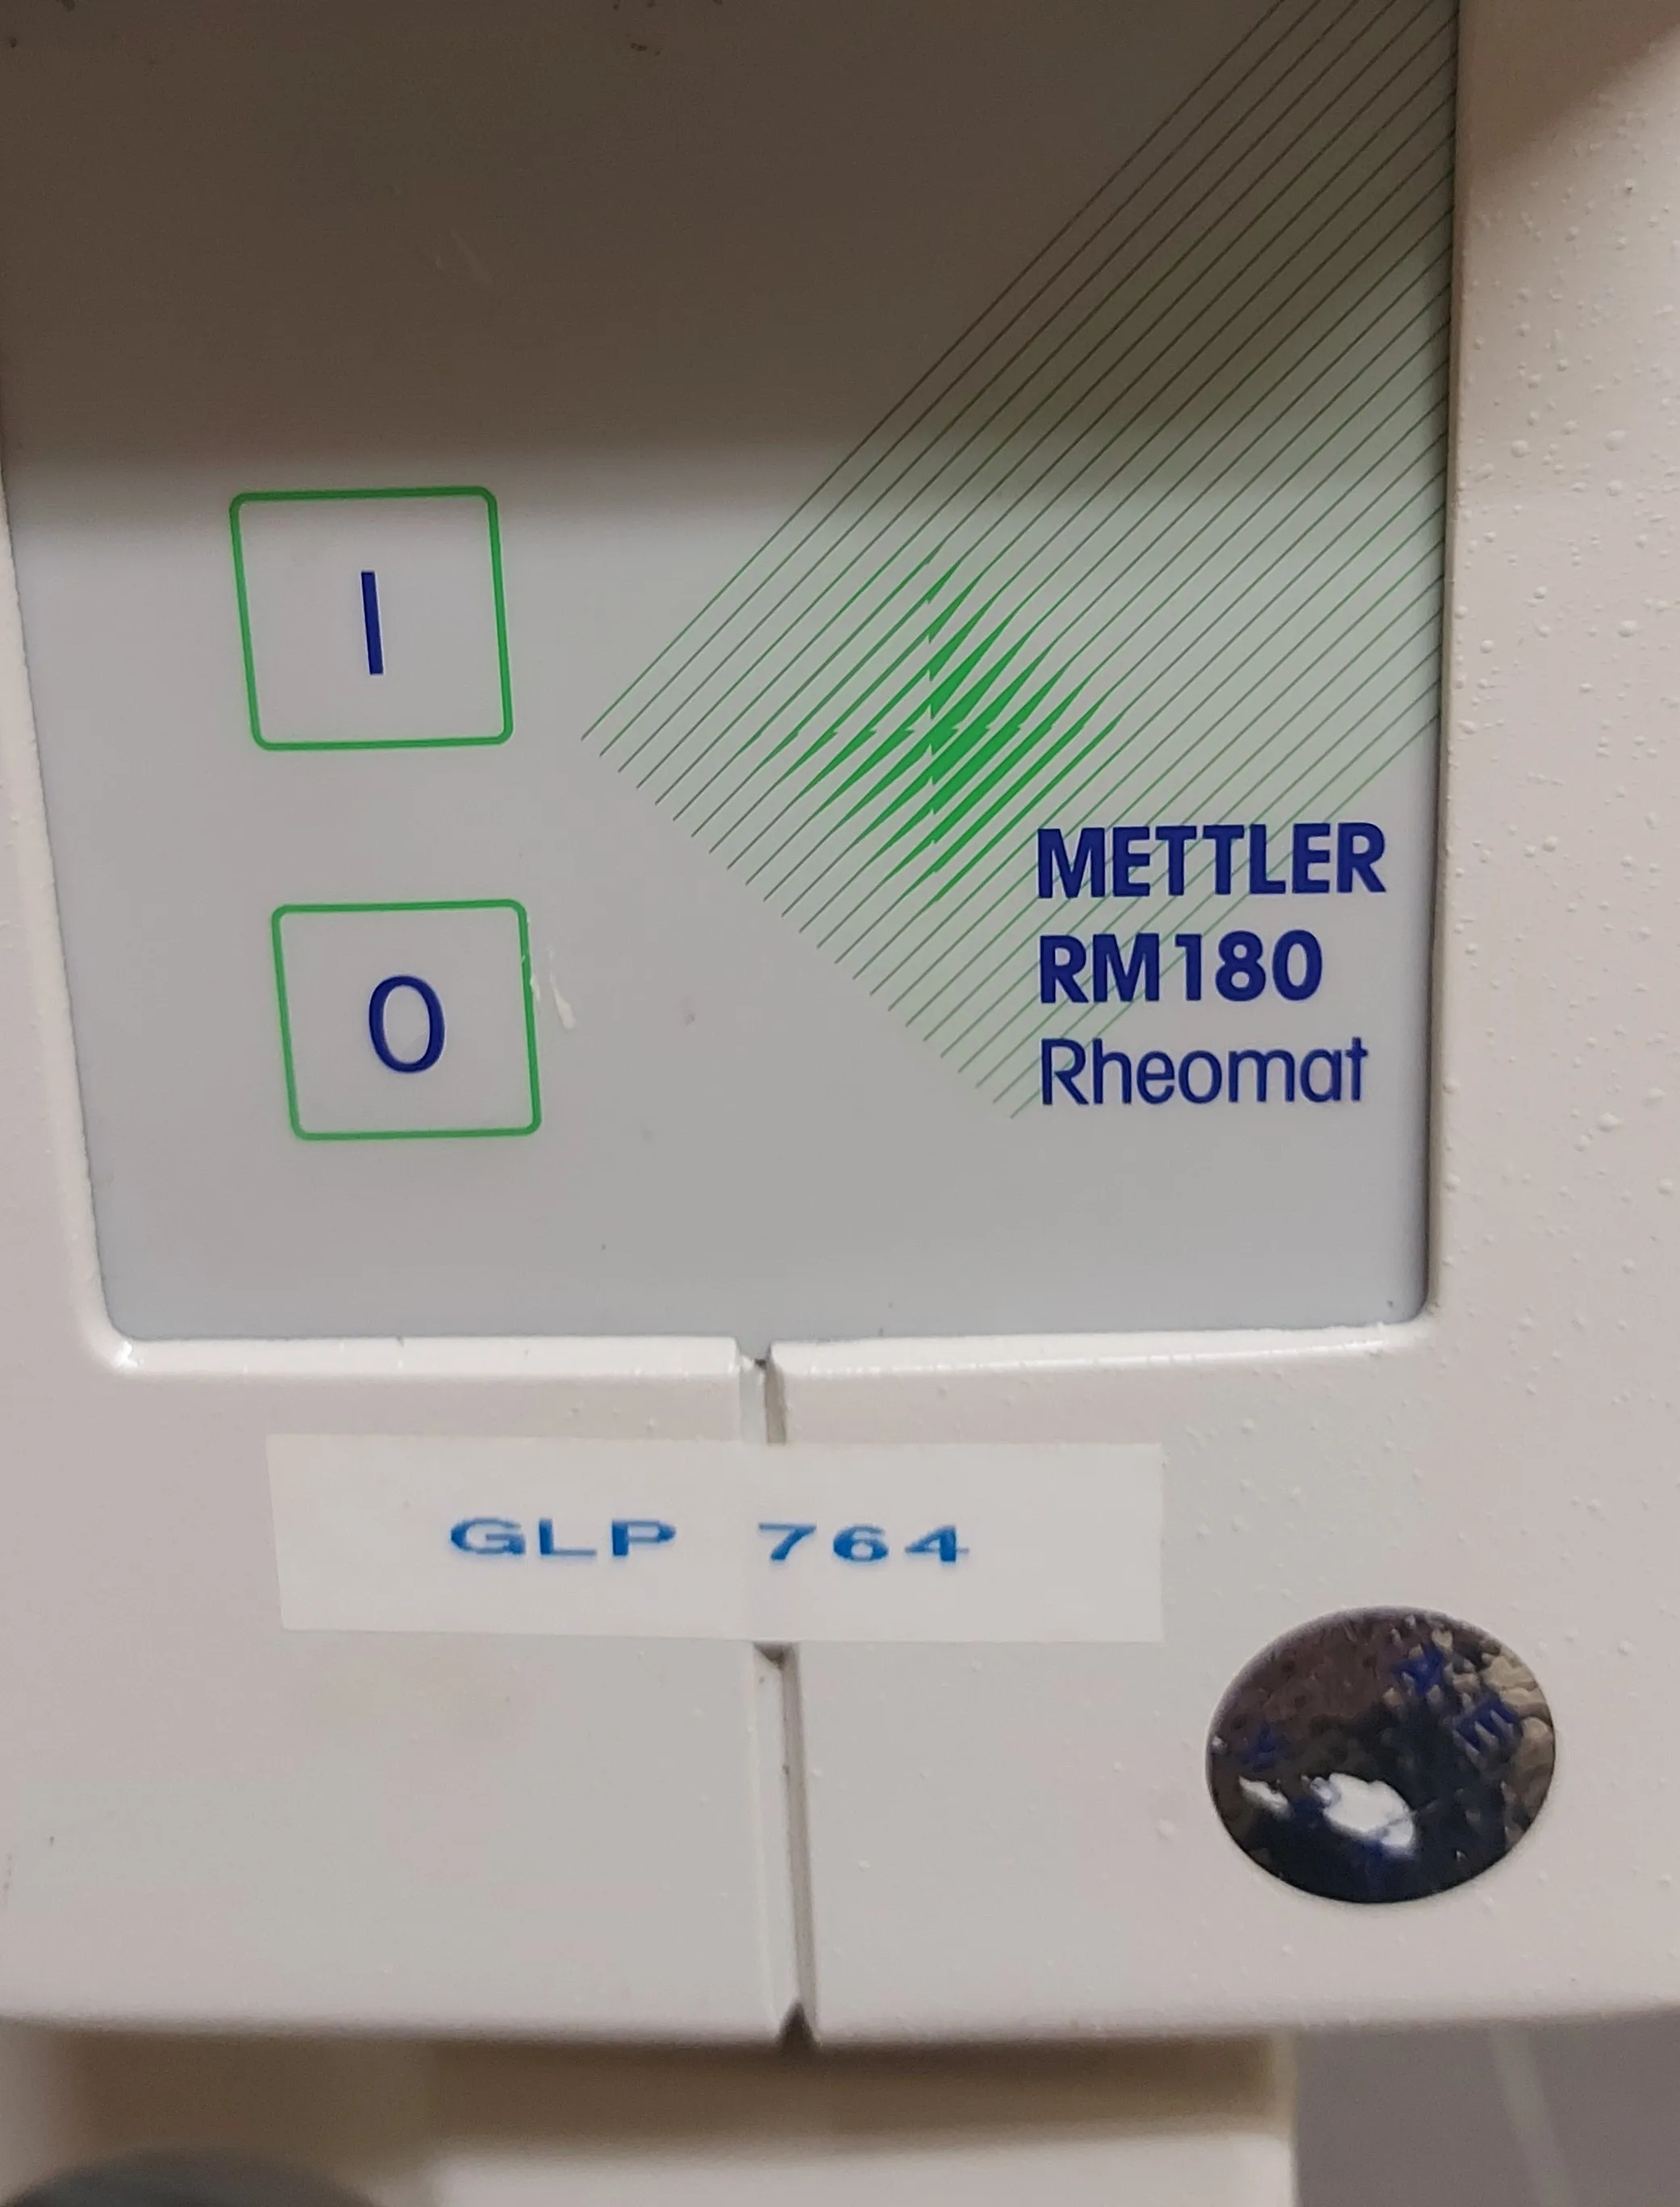 I
0
METTLER
RM180
Rheomat
GLP 764